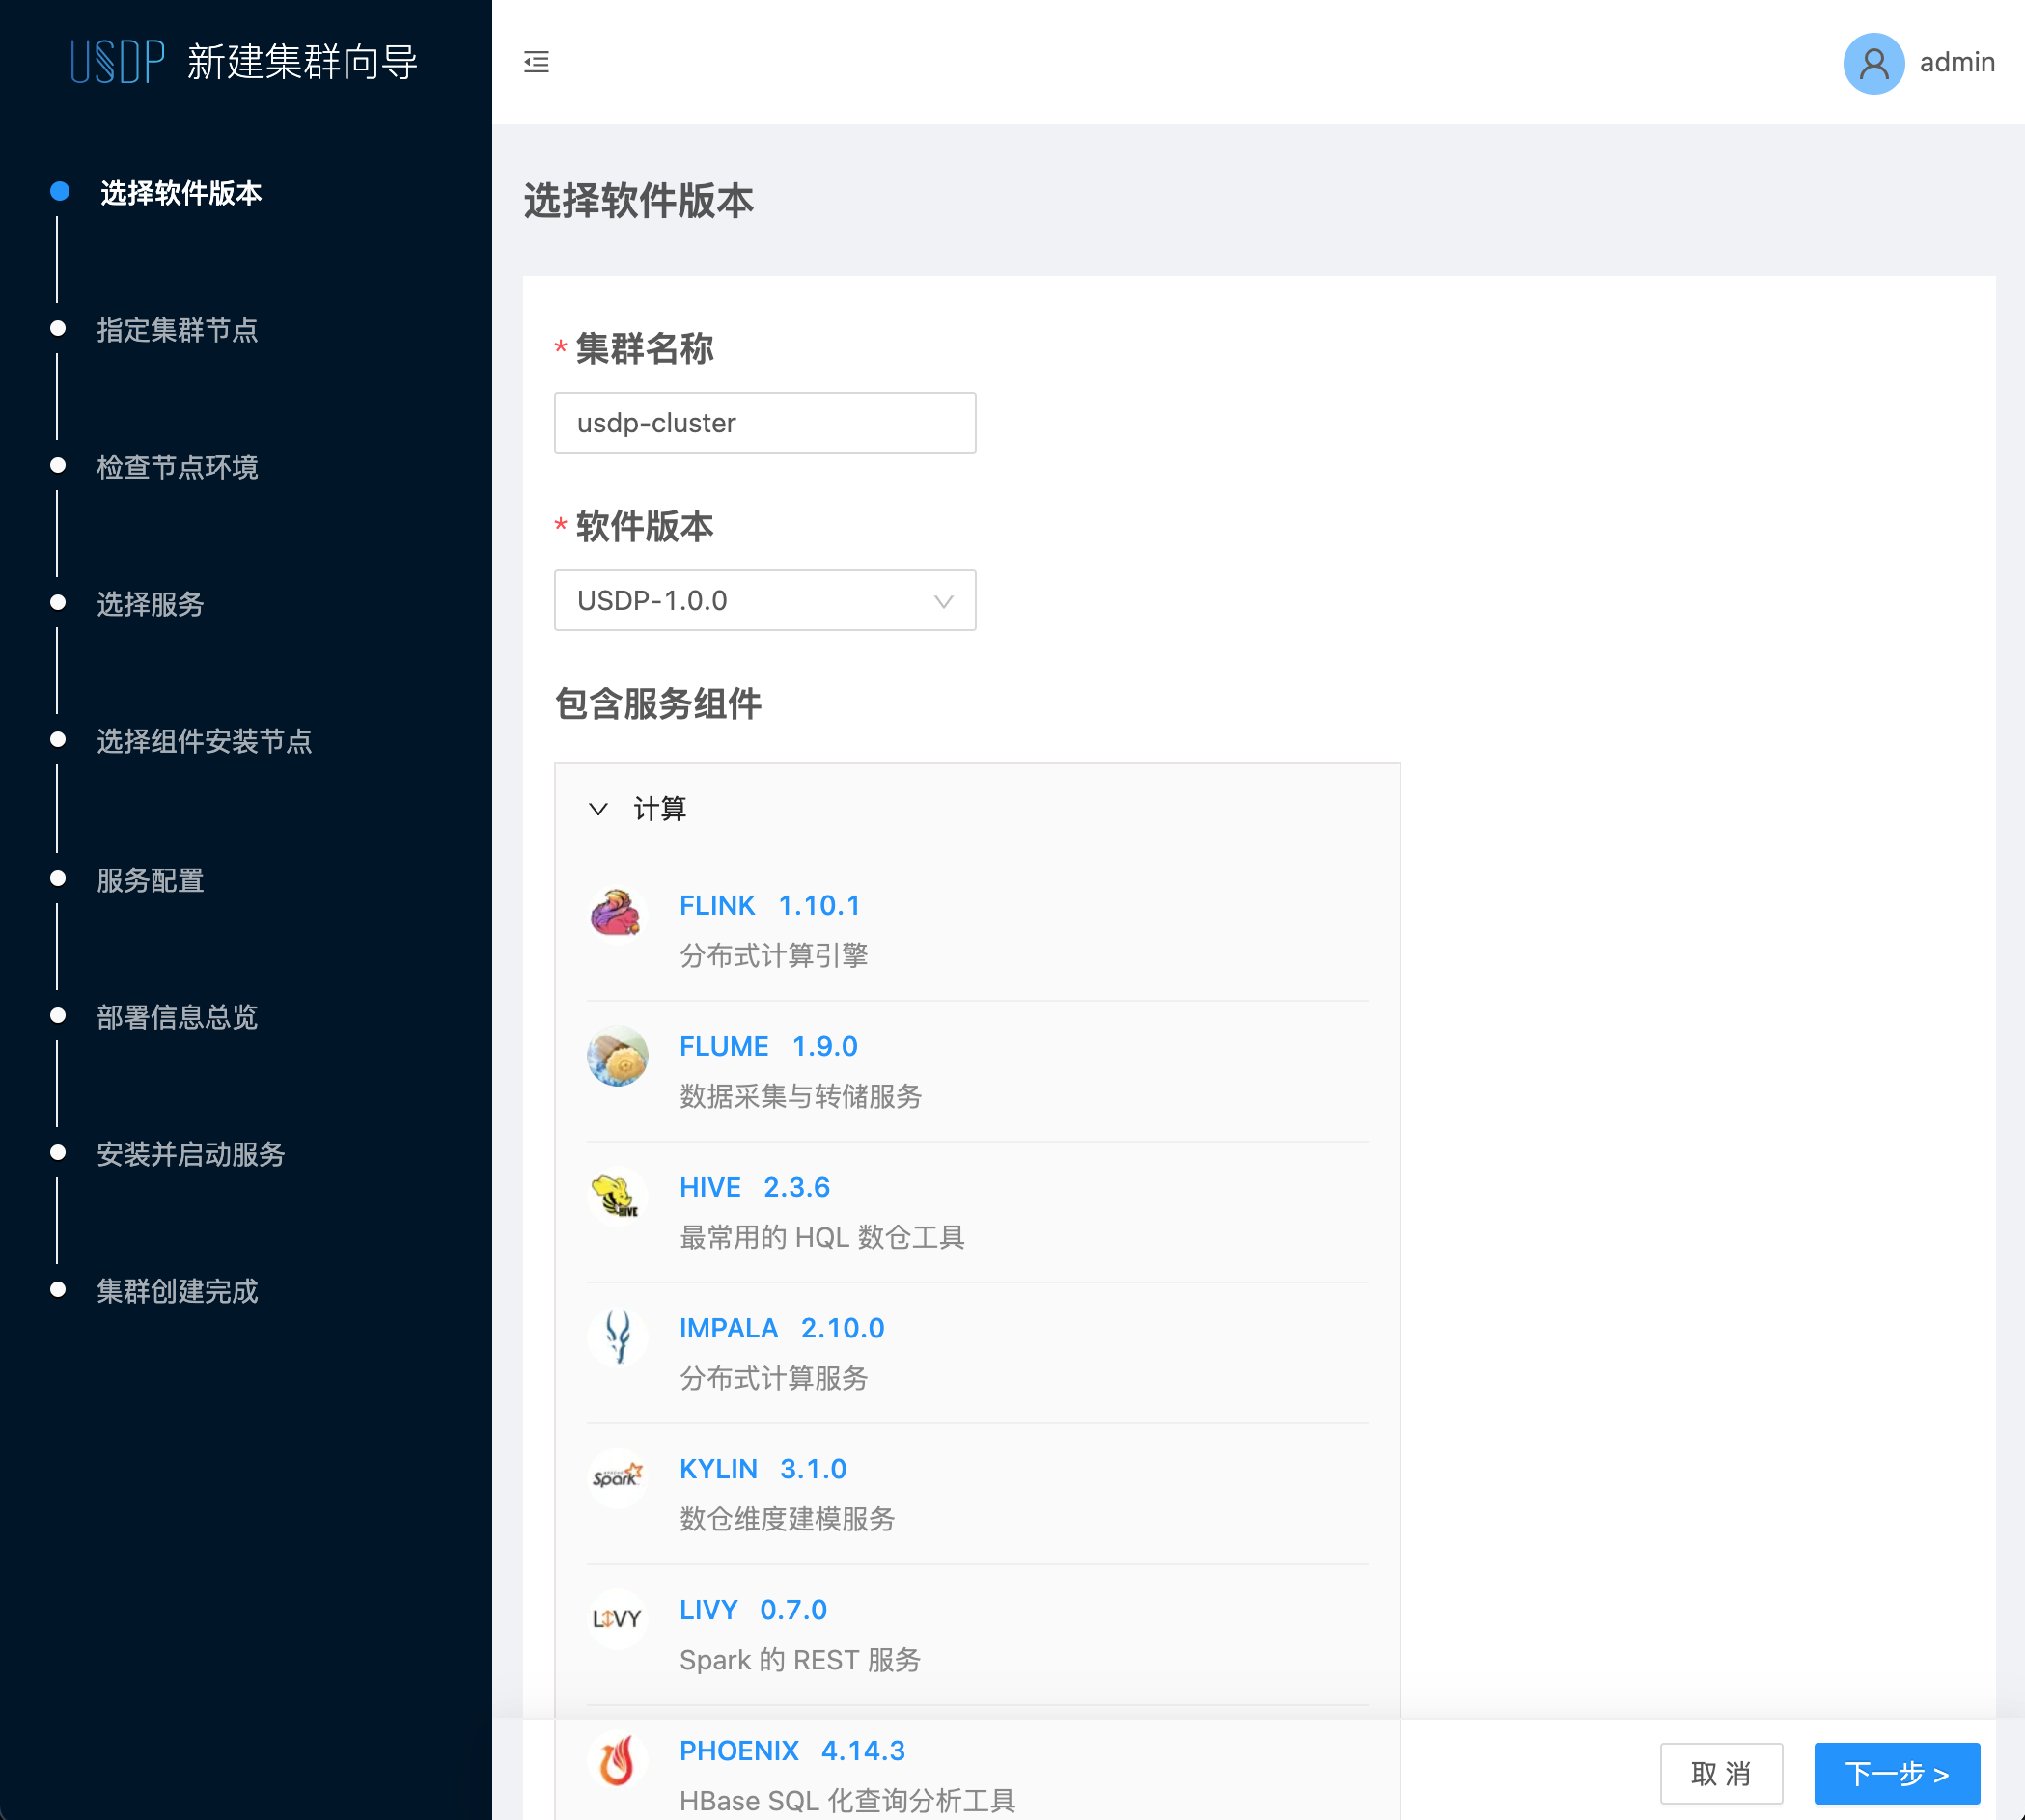 USDP 新建集群向导
admin
选择软件版本
指定集群节点
检查节点环境
选择服务
选择组件安装节点
服务配置
部署信息总览
安装并启动服务
集群创建完成
选择软件版本
* 集群名称
usdp-cluster
* 软件版本
USDP-1.0.0
包含服务组件
计算
FLINK 1.10.1
分布式计算引擎
FLUME 1.9.0
数据采集与转储服务
HIVE
HIVE 2.3.6
最常用的 HQL 数仓工具
IMPALA 2.10.0
分布式计算服务
Spark
KYLIN 3.1.0
数仓维度建模服务
LIVY
LIVY 0.7.0
Spark 的 REST 服务
PHOENIX 4.14.3
HBase SQL 化查询分析工具
取 消
下一步 >